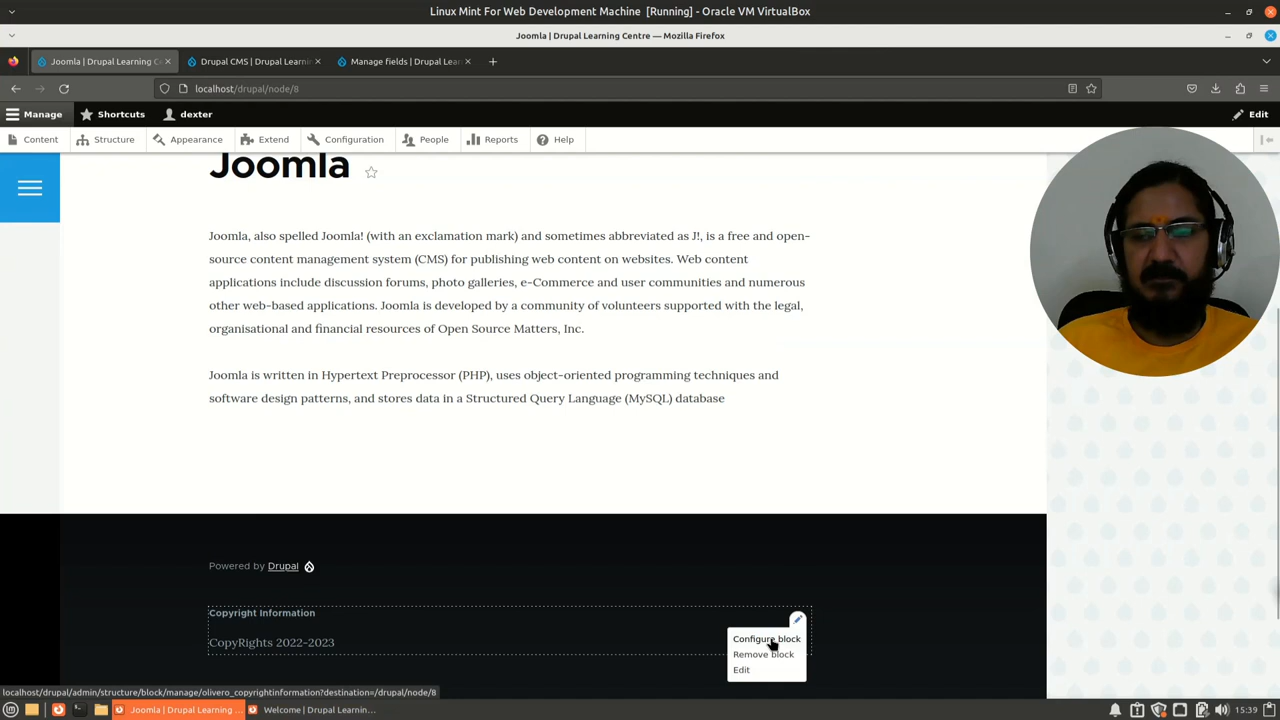 Linux Mint For Web Development Machine [Running] - Oracle VM VirtualBox
Joomla | Drupal Learning Centre — Mozilla Firefox
Joomla | Drupal Learning C
Drupal CMS | Drupal Learnin
Manage fields | Drupal Lear
localhost/drupal/node/8
Manage
Shortcuts
dexter
Edit
Content
Structure
Appearance
Extend
Configuration
People
Reports
Help
Joomla
Joomla, also spelled Joomla! (with an exclamation mark) and sometimes abbreviated as J!, is a free and open-
source content management system (CMS) for publishing web content on websites. Web content
applications include discussion forums, photo galleries, e-Commerce and user communities and numerous
other web-based applications. Joomla is developed by a community of volunteers supported with the legal,
organisational and financial resources of Open Source Matters, Inc.
Joomla is written in Hypertext Preprocessor (PHP), uses object-oriented programming techniques and
software design patterns, and stores data in a Structured Query Language (MySQL) database
Powered by Drupal
Copyright Information
CopyRights 2022-2023
Configure block
Remove block
Edit
localhost/drupal/admin/structure/block/manage/olivero_copyrightinformation?destination=/drupal/node/8
Joomla | Drupal Learning ...
Welcome | Drupal Learnin...
15:39